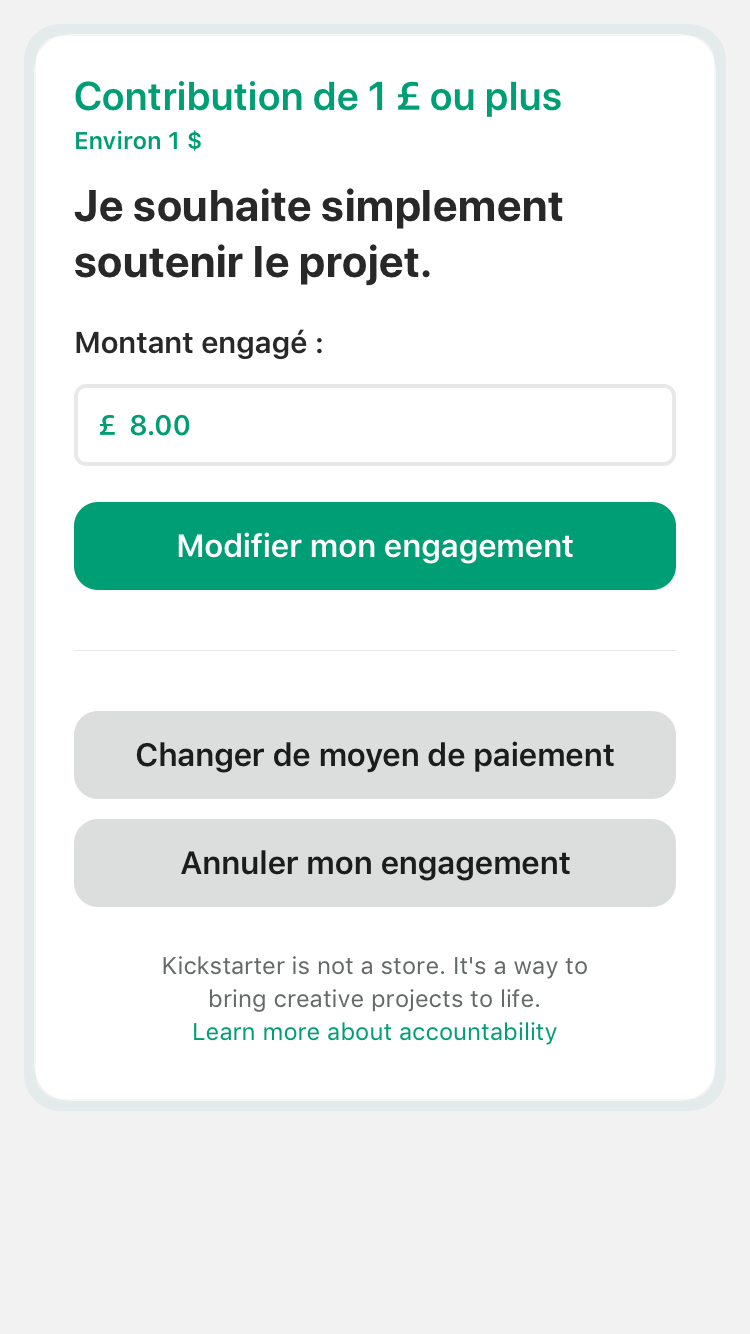 Contribution de 1 £ ou plus
Environ 1 $
Je souhaite simplement
soutenir le projet.
Montant engagé :
£ 8.00
Modifier mon engagement
Changer de moyen de paiement
Annuler mon engagement
Kickstarter is not a store. It's a way to
bring creative projects to life.
Learn more about accountability